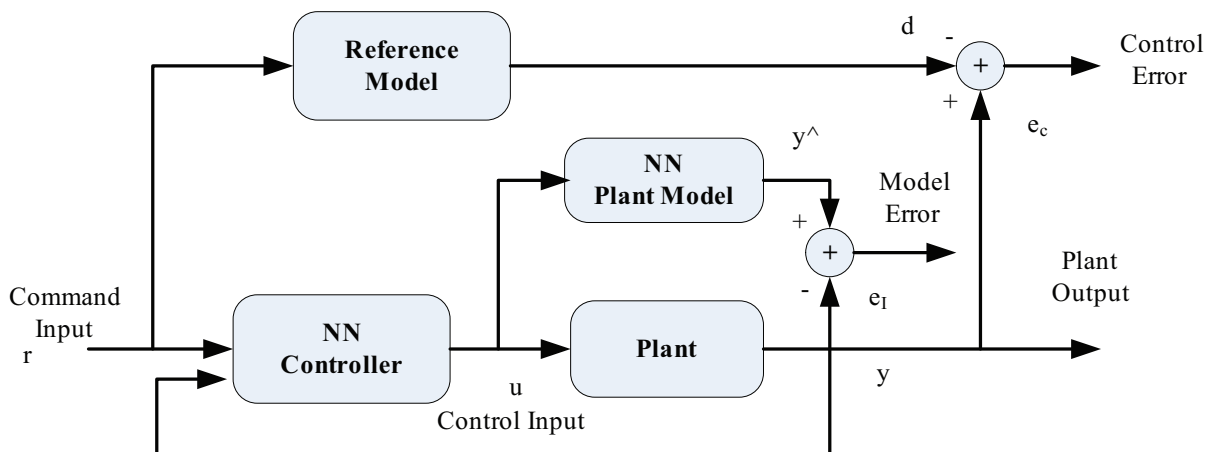 Reference
Model
d
-
+
Control
Error
+
e_c
y^
NN
Plant Model
Model
Error
+
+
-
e_I
Plant
Output
Command
Input
r
NN
Controller
Plant
u
Control Input
y